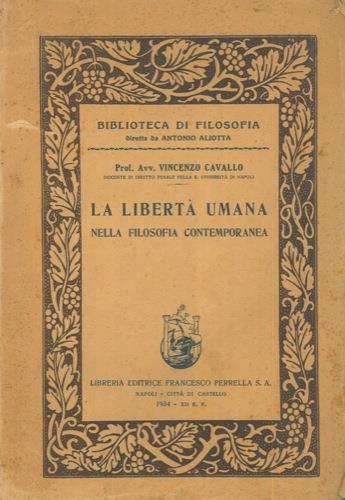 BIBLIOTECA DI FILOSOFIA
diretta da ANTONIO ALIOTTA
Prof. Avv. VINCENZO CAVALLO
DOCENTE DI DIRITTO PENALE NELLA R. UNIVERSITÀ DI NAPOLI
LA LIBERTÀ UMANA
NELLA FILOSOFIA CONTEMPORANEA
LIBRERIA EDITRICE FRANCESCO PERRELLA S. A.
NAPOLI - CITTÀ DI CASTELLO
1934 - XII E. F.